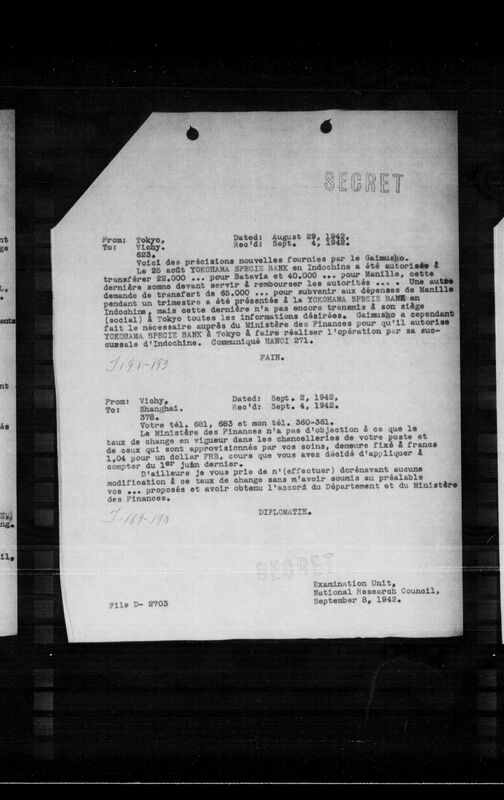 SECRET
From: Tokyo, Dated: August 29, 1942.
To: Vichy. Rec'd: Sept. 4, 1942.
623.
Voici des précisions nouvelles fournies par le Gaimusho.
Le 25 août YOKOHAMA SPECIE BANK en Indochine a été autorisée à
transférer 22.000 ... pour Batavia et 40.000 ... pour Manille, cette
dernière somme devant servir à rembourser les autorités ... . Une autre
demande de transfert de 65.000 ... pour subvenir aux dépenses de Manille
pendant un trimestre a été présentée à la YOKOHAMA SPECIE BANK en
Indochine, mais cette dernière n'a pas encore transmis à son siège
(social) à Tokyo toutes les informations désirées. Gaimusho a cependant
fait le nécessaire auprès du Ministère des Finances pour qu'il autorise
YOKOHAMA SPECIE BANK à Tokyo à faire réaliser l'opération par sa suc-
cursale d'Indochine. Communiqué HANOI 271.
FAIN.
From: Vichy, Dated: Sept. 2, 1942,
To: Shanghai. Rec'd: Sept. 4, 1942.
378.
Votre tél. 681, 683 et mon tél. 360-361.
Le Ministère des Finances n'a pas d'objection à ce que le
taux de change en vigueur dans les chancelleries de votre poste et
de ceux qui sont approvisionnés par vos soins, demeure fixé à francs
1,04 pour un dollar FRB, cours que vous avez décidé d'appliquer à
compter du 1er juin dernier.
D'ailleurs je vous prie de n'(effectuer) dorénavant aucune
modification à ce taux de change sans m'avoir soumis au préalable
vos ... proposés et avoir obtenu l'accord du Département et du Ministère
des Finances.
DIPLOMATIE.
SECRET
Examination Unit,
National Research Council,
September 8, 1942.
File D- 2703